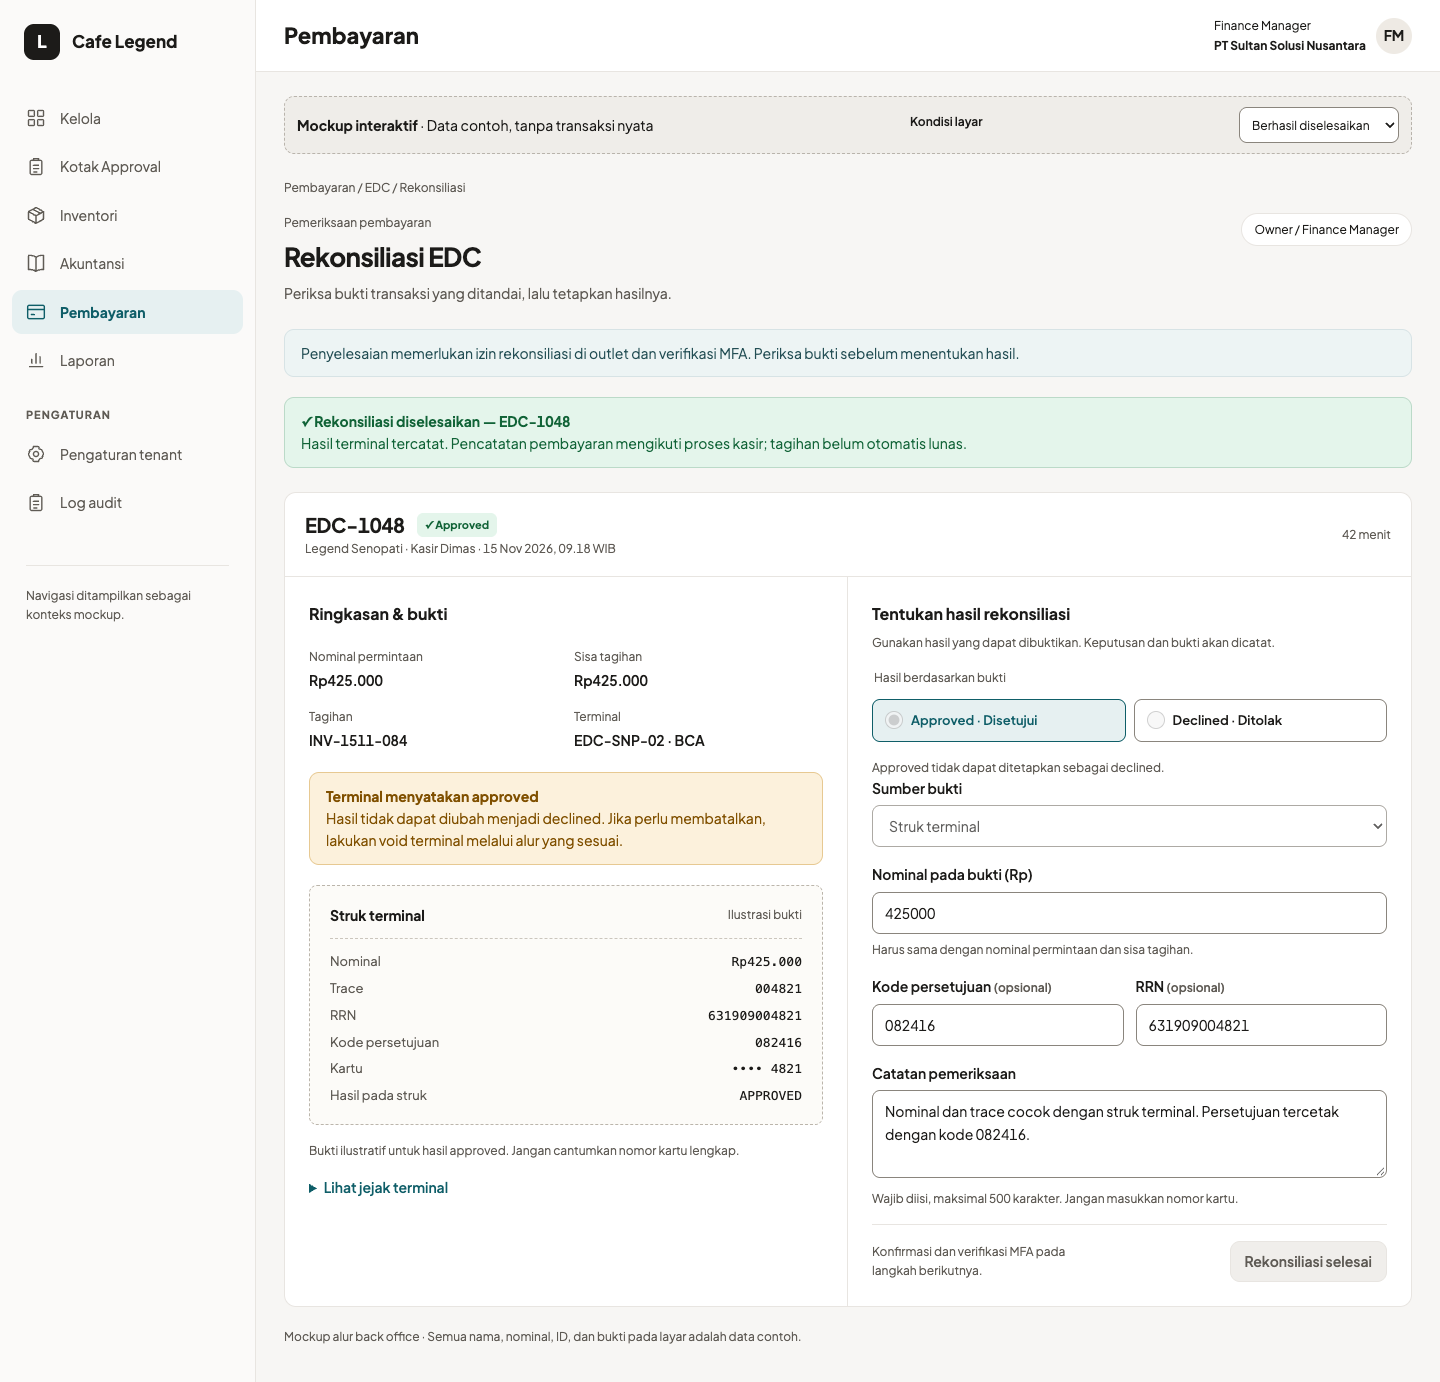 L
Cafe Legend
Kelola
Kotak Approval
Inventori
Akuntansi
Pembayaran
Laporan
PENGATURAN
Pengaturan tenant
Log audit
Navigasi ditampilkan sebagai
konteks mockup.
Pembayaran
Finance Manager
PT Sultan Solusi Nusantara
FM
Mockup interaktif · Data contoh, tanpa transaksi nyata
Kondisi layar
Berhasil diselesaikan
Pembayaran / EDC / Rekonsiliasi
Pemeriksaan pembayaran
Rekonsiliasi EDC
Periksa bukti transaksi yang ditandai, lalu tetapkan hasilnya.
Owner / Finance Manager
Penyelesaian memerlukan izin rekonsiliasi di outlet dan verifikasi MFA. Periksa bukti sebelum menentukan hasil.
✓Rekonsiliasi diselesaikan — EDC-1048
Hasil terminal tercatat. Pencatatan pembayaran mengikuti proses kasir; tagihan belum otomatis lunas.
EDC-1048
✓Approved
Legend Senopati · Kasir Dimas · 15 Nov 2026, 09.18 WIB
42 menit
Ringkasan & bukti
Nominal permintaan
Rp425.000
Sisa tagihan
Rp425.000
Tagihan
INV-1511-084
Terminal
EDC-SNP-02 · BCA
Terminal menyatakan approved
Hasil tidak dapat diubah menjadi declined. Jika perlu membatalkan,
lakukan void terminal melalui alur yang sesuai.
Struk terminal
Ilustrasi bukti
Nominal Rp425.000
Trace 004821
RRN 631909004821
Kode persetujuan 082416
Kartu •••• 4821
Hasil pada struk APPROVED
Bukti ilustratif untuk hasil approved. Jangan cantumkan nomor kartu lengkap.
▶ Lihat jejak terminal
Tentukan hasil rekonsiliasi
Gunakan hasil yang dapat dibuktikan. Keputusan dan bukti akan dicatat.
Hasil berdasarkan bukti
Approved · Disetujui
Declined · Ditolak
Approved tidak dapat ditetapkan sebagai declined.
Sumber bukti
Struk terminal
Nominal pada bukti (Rp)
425000
Harus sama dengan nominal permintaan dan sisa tagihan.
Kode persetujuan (opsional)
082416
RRN (opsional)
631909004821
Catatan pemeriksaan
Nominal dan trace cocok dengan struk terminal. Persetujuan tercetak
dengan kode 082416.
Wajib diisi, maksimal 500 karakter. Jangan masukkan nomor kartu.
Konfirmasi dan verifikasi MFA pada
langkah berikutnya.
Rekonsiliasi selesai
Mockup alur back office · Semua nama, nominal, ID, dan bukti pada layar adalah data contoh.